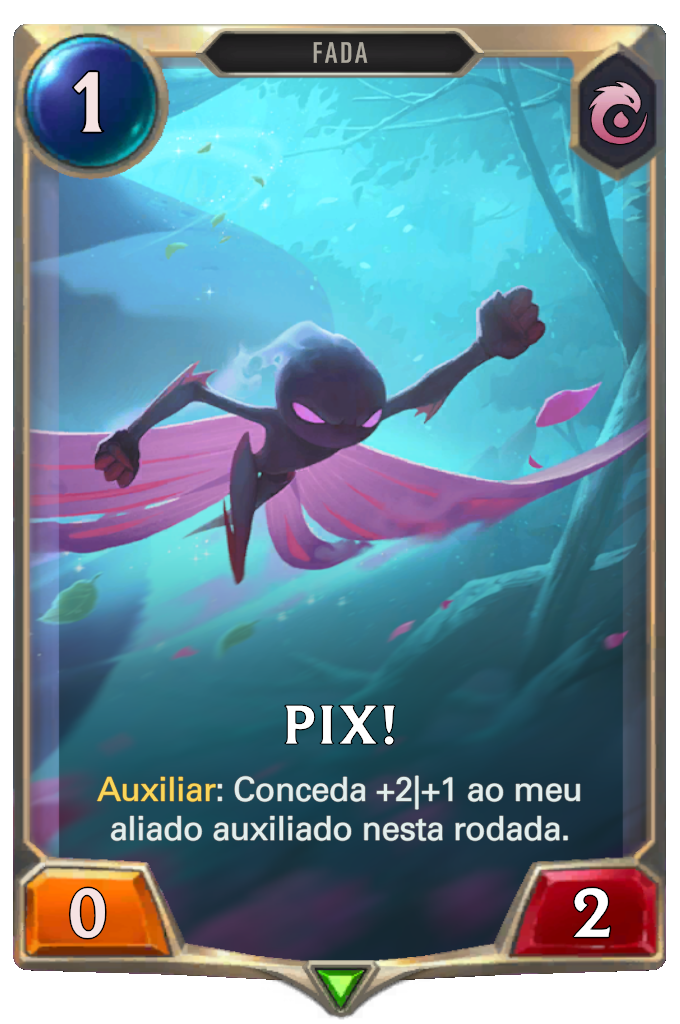 FADA
1
PIX!
Auxiliar: Conceda +2|+1 ao meu
aliado auxiliado nesta rodada.
0
2